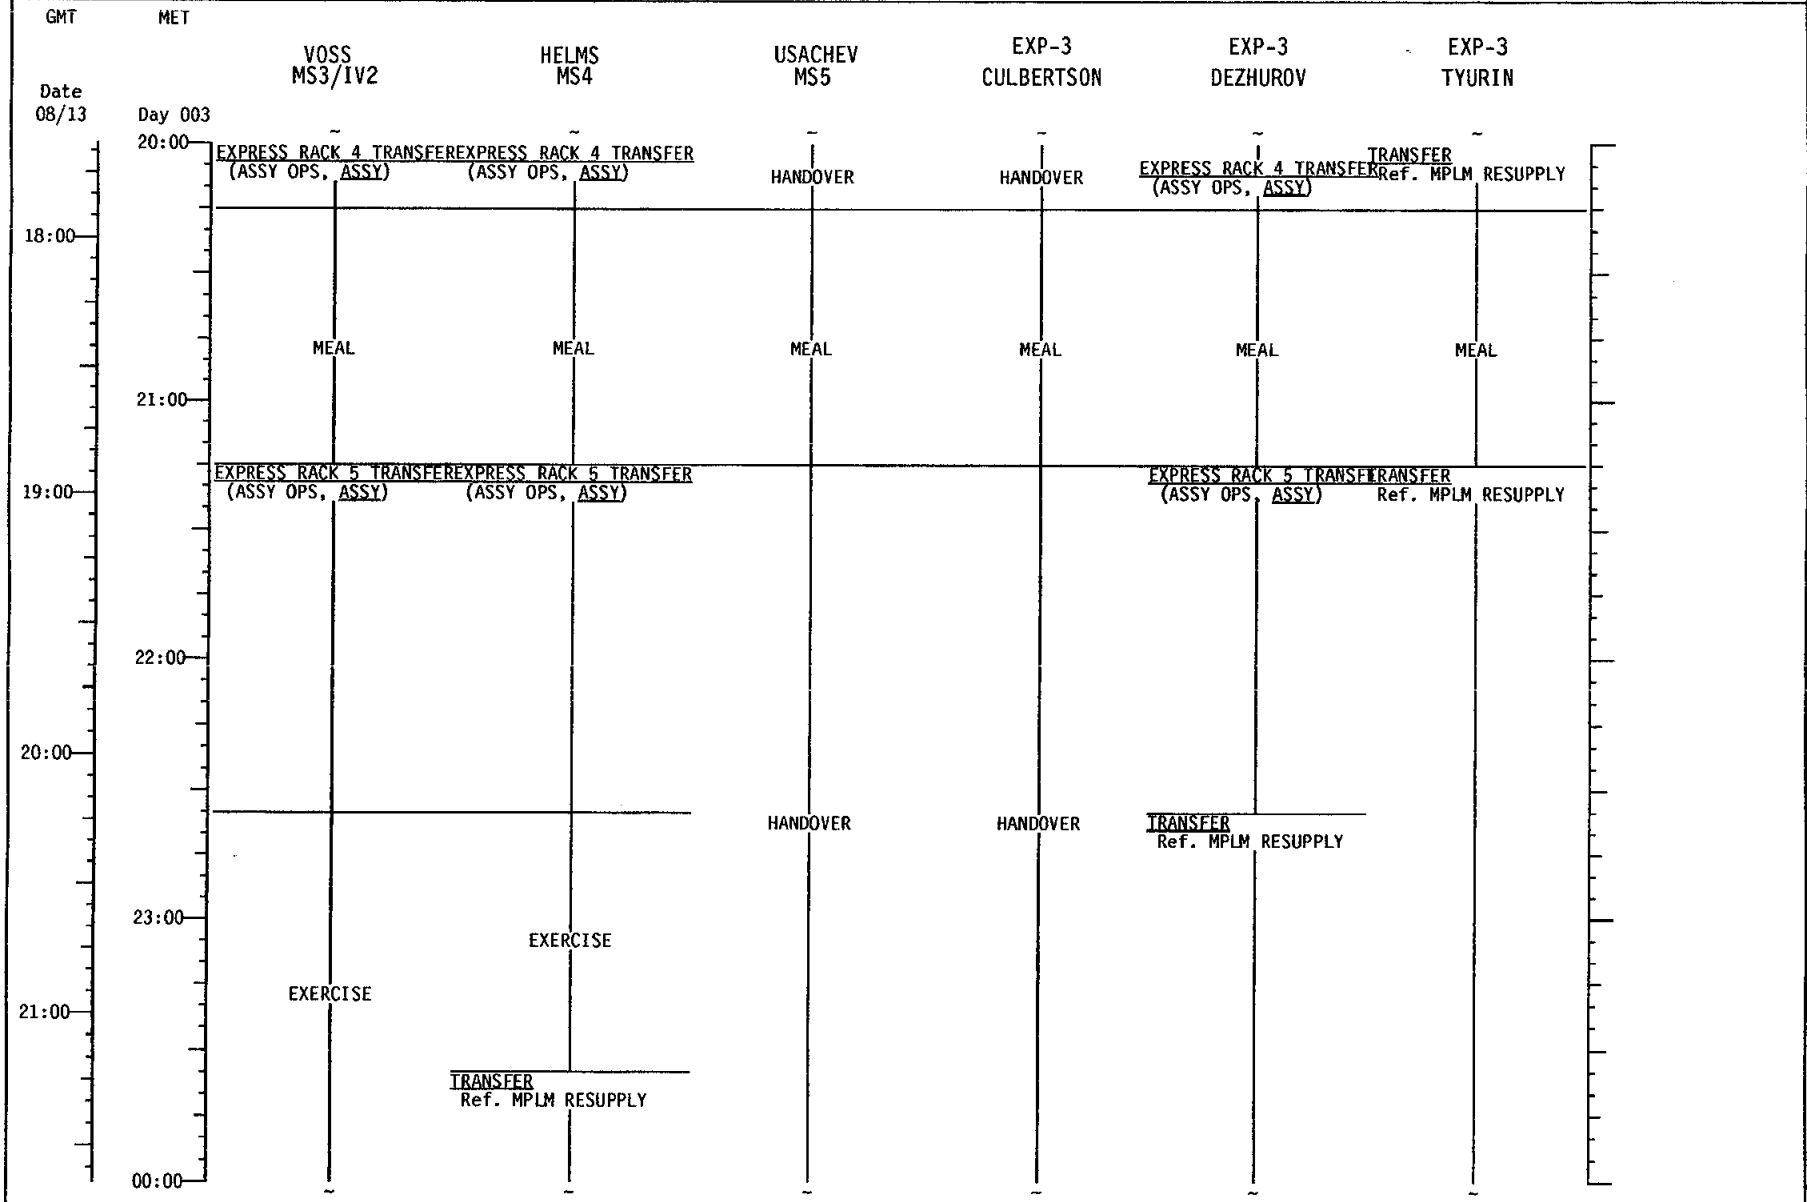 GMT MET
VOSS HELMS USACHEV EXP-3 EXP-3 EXP-3
MS3/IV2 MS4 MS5 CULBERTSON DEZHUROV TYURIN
Date
08/13 Day 003
~ ~ ~ ~ ~ ~
20:00
EXPRESS RACK 4 TRANSFER EXPRESS RACK 4 TRANSFER TRANSFER
(ASSY OPS, ASSY) (ASSY OPS, ASSY) HANDOVER HANDOVER EXPRESS RACK 4 TRANSFER Ref. MPLM RESUPPLY
(ASSY OPS, ASSY)
18:00
MEAL MEAL MEAL MEAL MEAL MEAL
21:00
EXPRESS RACK 5 TRANSFER EXPRESS RACK 5 TRANSFER EXPRESS RACK 5 TRANSF TRANSFER
19:00 (ASSY OPS, ASSY) (ASSY OPS, ASSY) (ASSY OPS, ASSY) Ref. MPLM RESUPPLY
22:00
20:00
HANDOVER HANDOVER TRANSFER
Ref. MPLM RESUPPLY
23:00
EXERCISE
EXERCISE
21:00
TRANSFER
Ref. MPLM RESUPPLY
00:00
~ ~ ~ ~ ~ ~